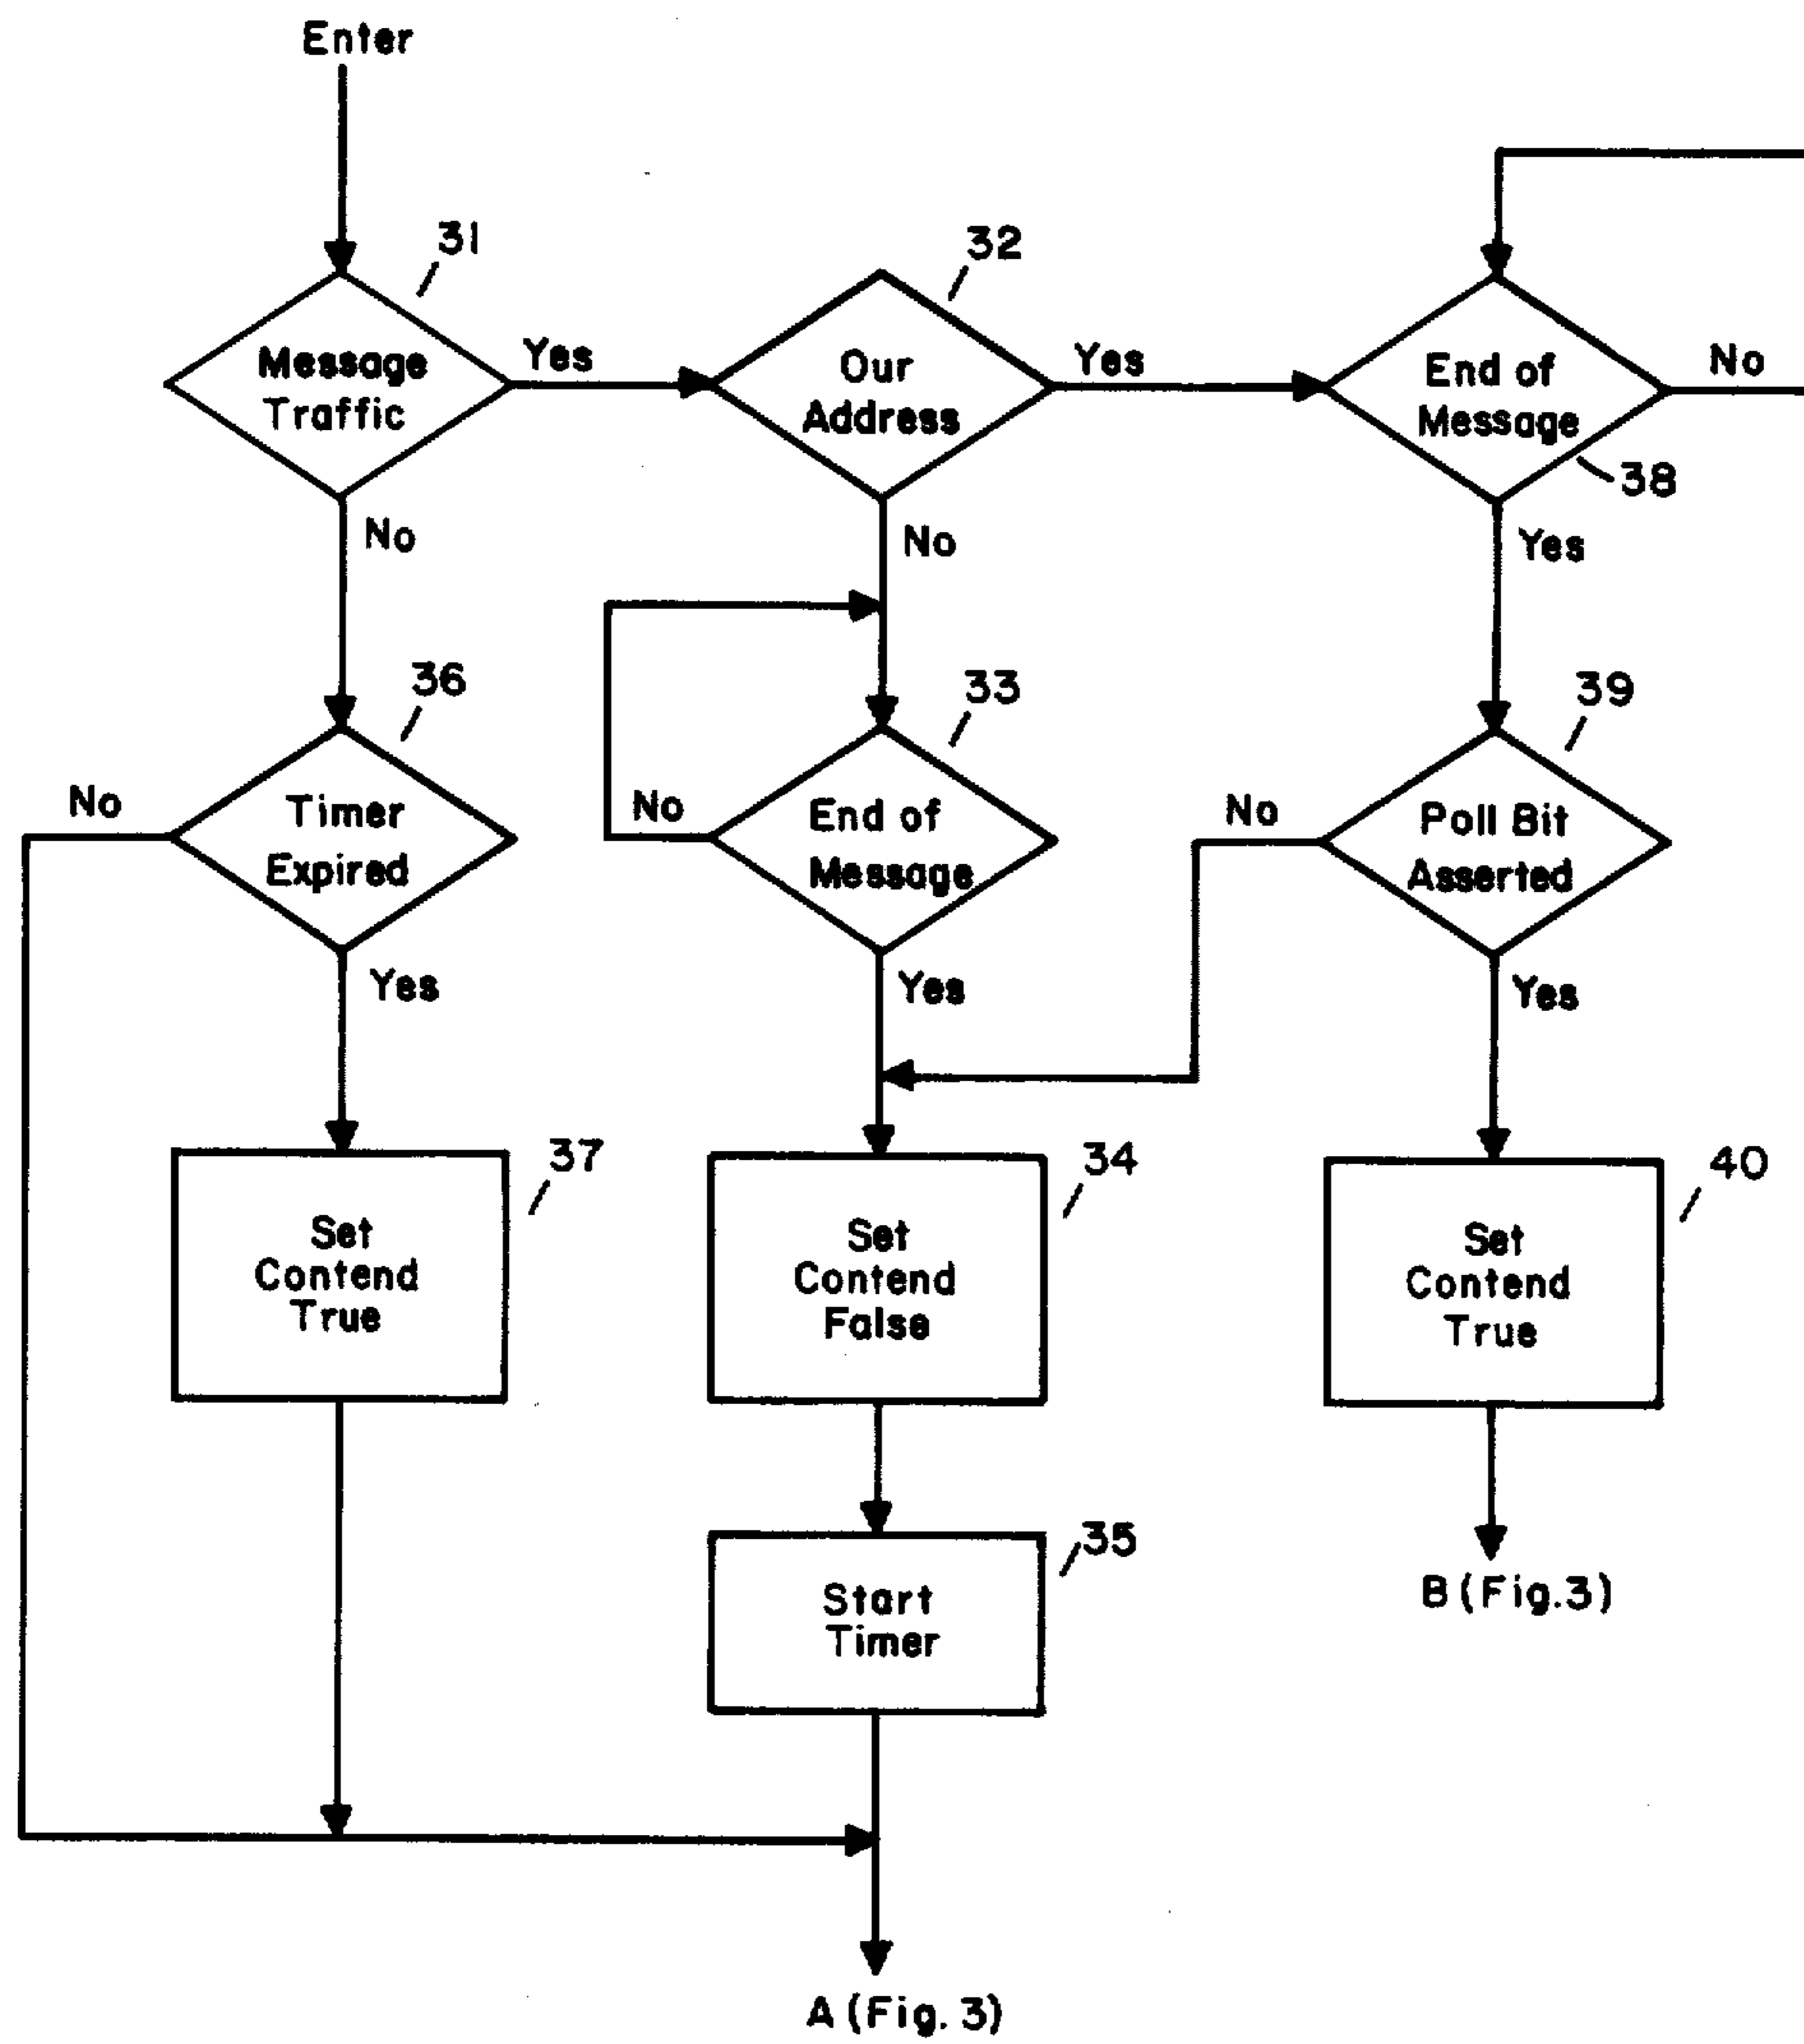 Enter
31
Message
Traffic
Yes
No
32
Our
Address
Yes
No
End of
Message
38
No
Yes
36
Timer
Expired
No
Yes
33
End of
Message
No
Yes
39
Poll Bit
Asserted
No
Yes
37
Set
Contend
True
34
Set
Contend
False
40
Set
Contend
True
35
Start
Timer
B (Fig.3)
A (Fig. 3)